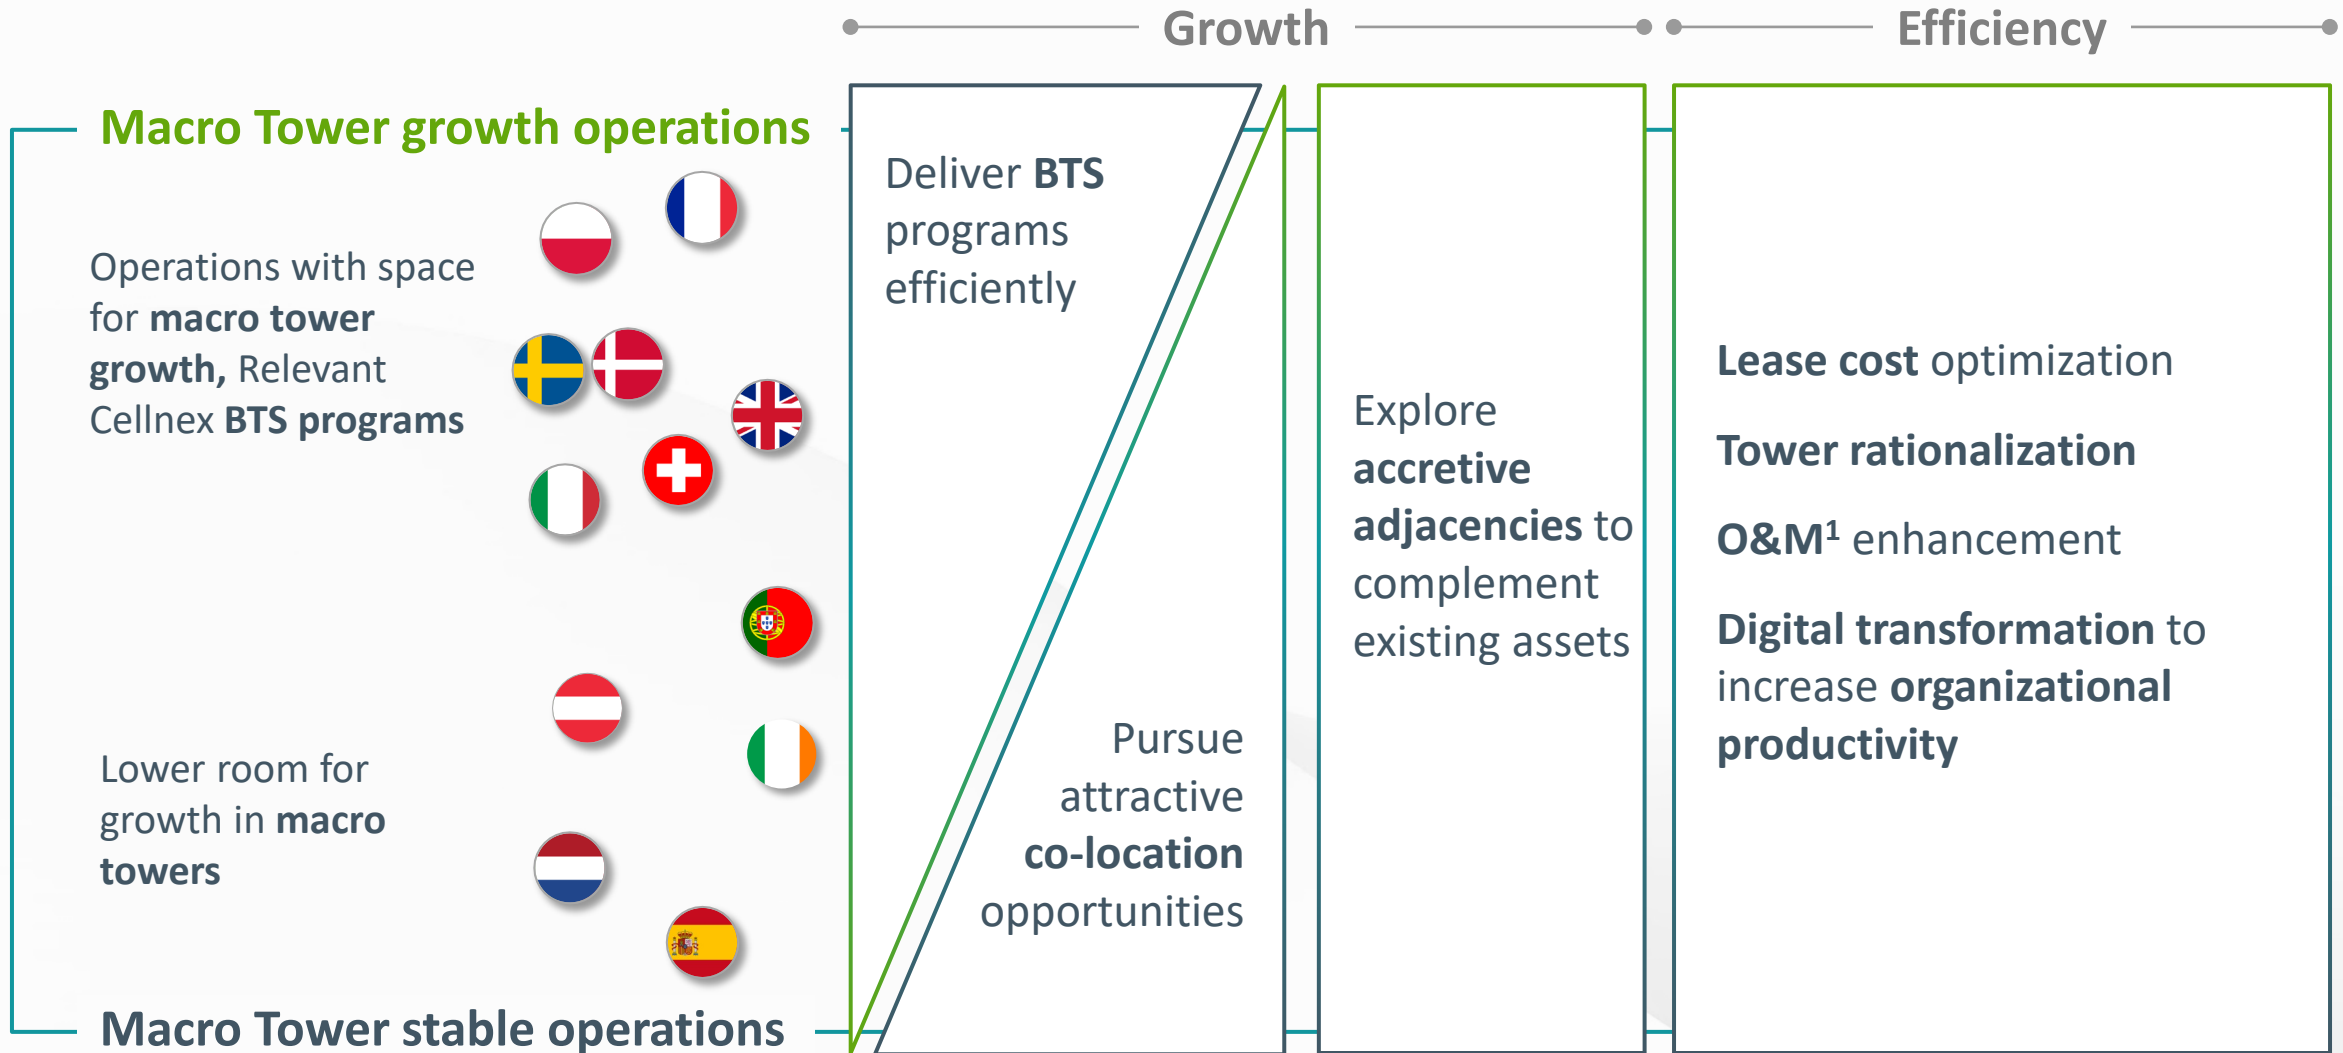 Growth
Efficiency
Macro Tower growth operations
Operations with space
for macro tower
growth, Relevant
Cellnex BTS programs
Lower room for
growth in macro
towers
Macro Tower stable operations
Deliver BTS
programs
efficiently
Pursue
attractive
co-location
opportunities
Explore
accretive
adjacencies to
complement
existing assets
Lease cost optimization
Tower rationalization
O&M¹ enhancement
Digital transformation to
increase organizational
productivity